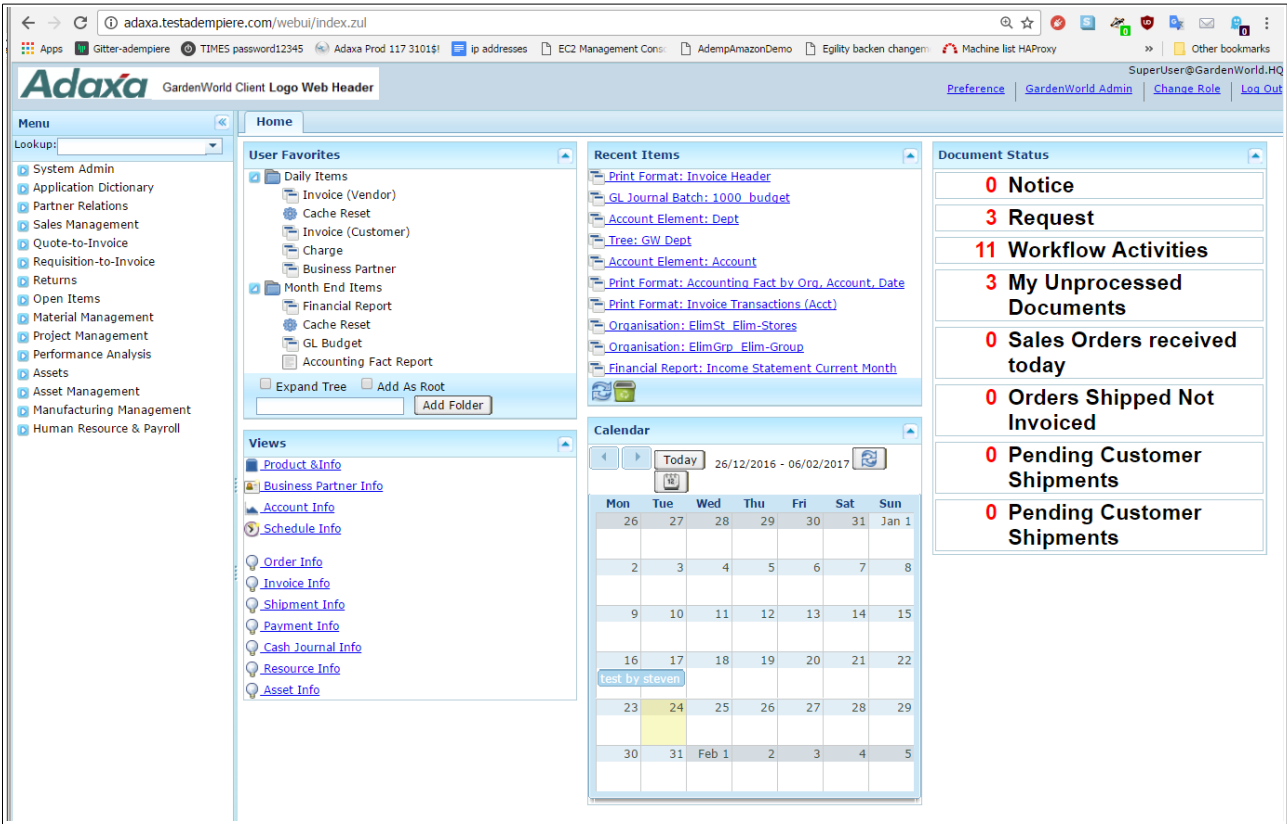 adaxa.testadempiere.com/webui/index.zul
Apps Gitter-adempiere TIMES password12345 Adaxa Prod 117 3101$! ip addresses EC2 Management Cons AdempAmazonDemo Egility backen changem Machine list HAProxy » Other bookmarks
Adaxa GardenWorld Client Logo Web Header
SuperUser@GardenWorld.HQ
Preference GardenWorld Admin Change Role Log Out
Menu
Lookup:
System Admin
Application Dictionary
Partner Relations
Sales Management
Quote-to-Invoice
Requisition-to-Invoice
Returns
Open Items
Material Management
Project Management
Performance Analysis
Assets
Asset Management
Manufacturing Management
Human Resource & Payroll
Home
User Favorites
Daily Items
Invoice (Vendor)
Cache Reset
Invoice (Customer)
Charge
Business Partner
Month End Items
Financial Report
Cache Reset
GL Budget
Accounting Fact Report
Expand Tree Add As Root
Add Folder
Views
Product &Info
Business Partner Info
Account Info
Schedule Info
Order Info
Invoice Info
Shipment Info
Payment Info
Cash Journal Info
Resource Info
Asset Info
Recent Items
Print Format: Invoice Header
GL Journal Batch: 1000_budget
Account Element: Dept
Tree: GW Dept
Account Element: Account
Print Format: Accounting Fact by Org, Account, Date
Print Format: Invoice Transactions (Acct)
Organisation: ElimSt_Elim-Stores
Organisation: ElimGrp_Elim-Group
Financial Report: Income Statement Current Month
Calendar
Today 26/12/2016 - 06/02/2017
12
Mon Tue Wed Thu Fri Sat Sun
26 27 28 29 30 31 Jan 1
2 3 4 5 6 7 8
9 10 11 12 13 14 15
16 17 18 19 20 21 22
test by steven
23 24 25 26 27 28 29
30 31 Feb 1 2 3 4 5
Document Status
0 Notice
3 Request
11 Workflow Activities
3 My Unprocessed
Documents
0 Sales Orders received
today
0 Orders Shipped Not
Invoiced
0 Pending Customer
Shipments
0 Pending Customer
Shipments